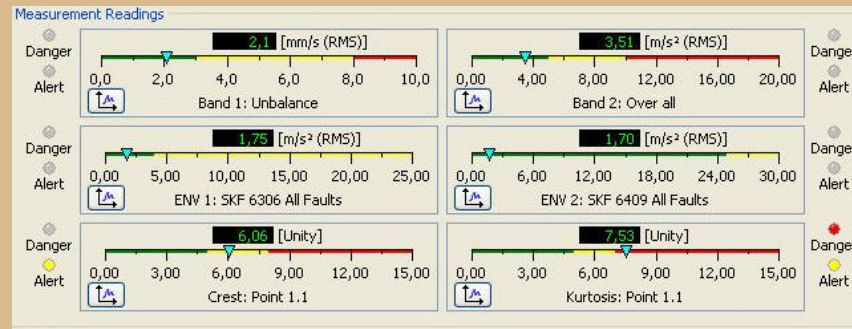 Measurement Readings
Danger 2,1 [mm/s (RMS)] 3,51 [m/s² (RMS)] Danger
Alert 0,0 2,0 4,0 6,0 8,0 10,0 0,00 4,00 8,00 12,00 16,00 20,00 Alert
Band 1: Unbalance Band 2: Over all
Danger 1,75 [m/s² (RMS)] 1,70 [m/s² (RMS)] Danger
Alert 0,00 5,00 10,00 15,00 20,00 25,00 0,00 6,00 12,00 18,00 24,00 30,00 Alert
ENV 1: SKF 6306 All Faults ENV 2: SKF 6409 All Faults
Danger 6,06 [Unity] 7,53 [Unity] Danger
Alert 0,00 3,00 6,00 9,00 12,00 15,00 0,00 3,00 6,00 9,00 12,00 15,00 Alert
Crest: Point 1.1 Kurtosis: Point 1.1